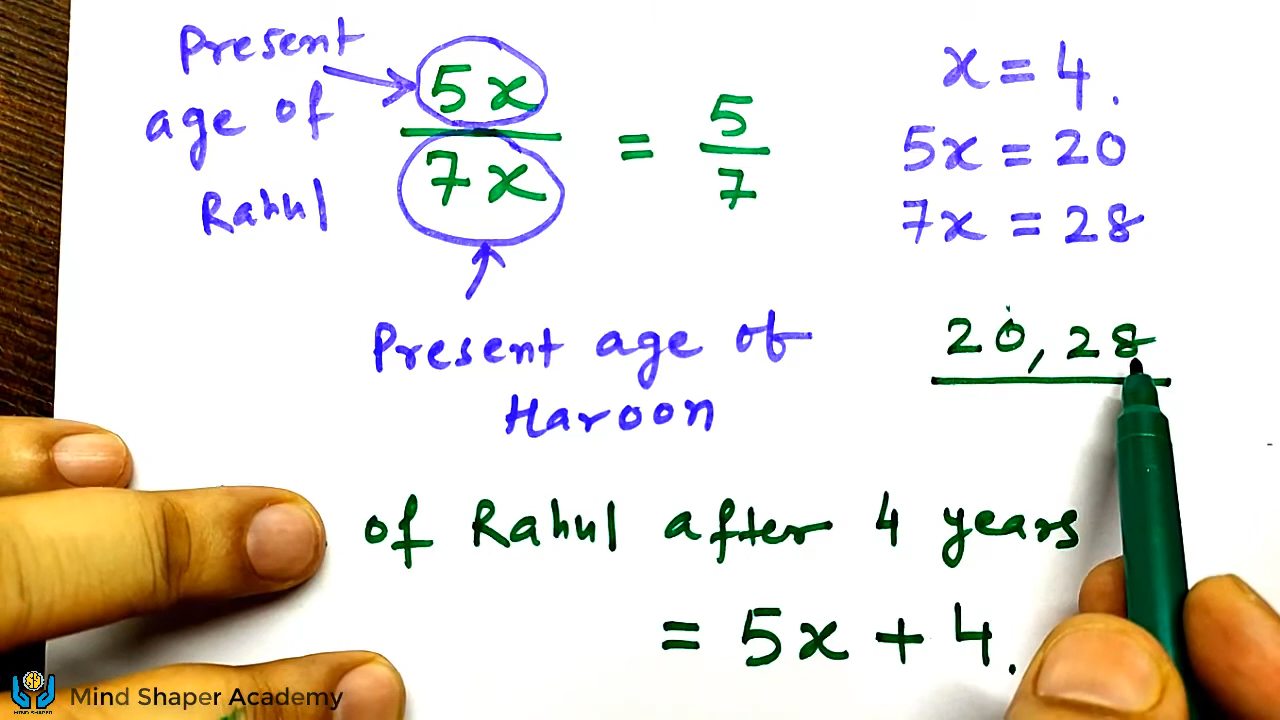 Present
age of
Rahul
5x
7x
=
5
7
x = 4.
5x = 20
7x = 28
Present age of
Haroon
20, 28
of Rahul after 4 years
= 5x + 4.
Mind Shaper Academy